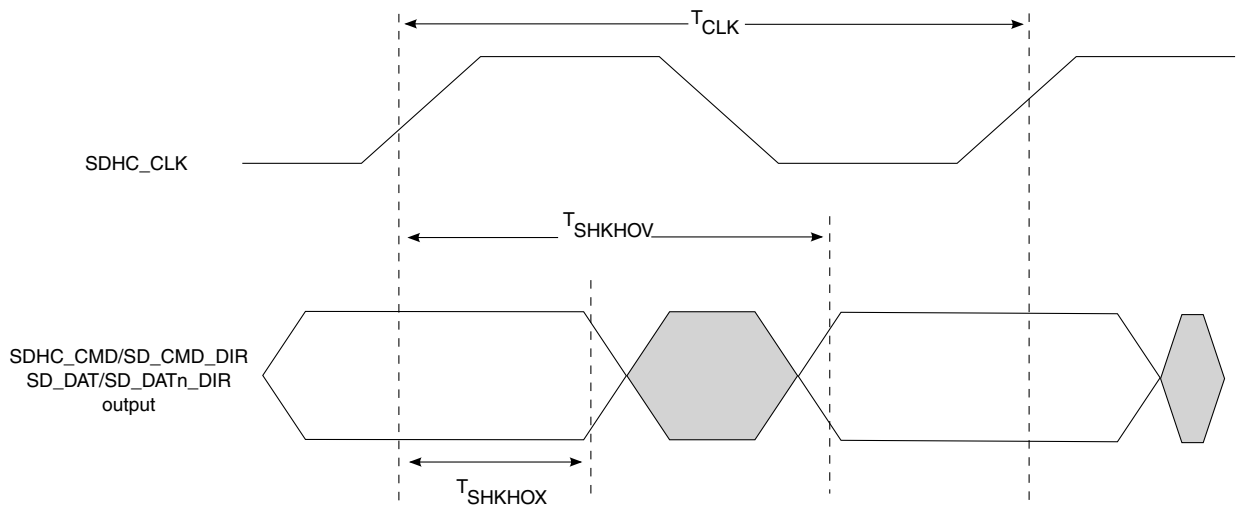 TCLK
SDHC_CLK
TSHKHOV
SDHC_CMD/SD_CMD_DIR
SD_DAT/SD_DATn_DIR
output
TSHKHOX